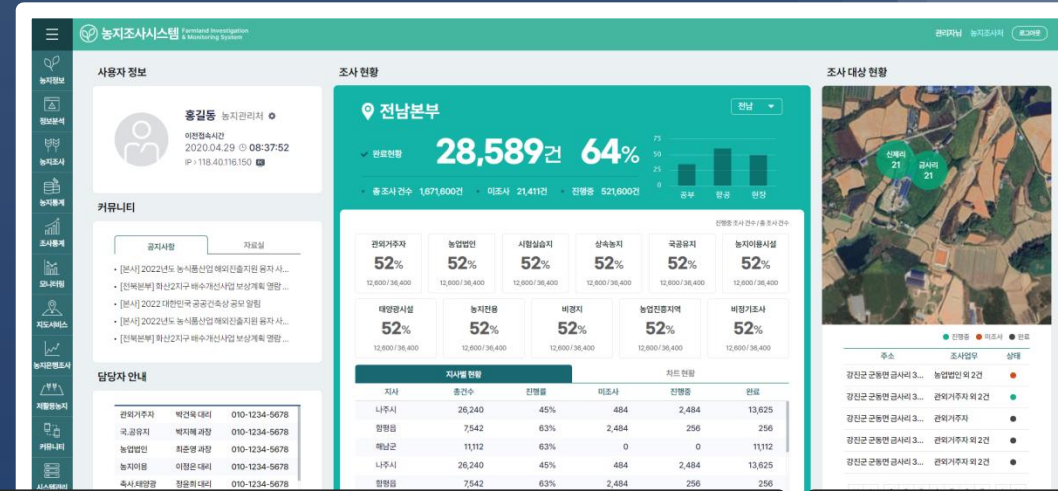 농지조사시스템 Farmland Investigation & Monitoring System
관리자님 농지조사처 로그아웃
농지정보
정보분석
농지조사
농지통계
조사통계
모니터링
지도서비스
농지은행조사
저활용농지
커뮤니티
시스템관리
사용자 정보
홍길동 농지관리처
이전접속시간
2020.04.29 08:37:52
IP > 118.40.116.150
커뮤니티
공지사항 자료실
• [본사] 2022년도 농식품산업 해외진출지원 융자 사...
• [전북본부] 화산2지구 배수개선사업 보상계획 열람 ...
• [본사] 2022 대한민국 공공건축상 공모 알림
• [본사] 2022년도 농식품산업 해외진출지원 융자 사...
• [전북본부] 화산2지구 배수개선사업 보상계획 열람 ...
담당자 안내
관외거주자 박건욱 대리 010-1234-5678
국.공유지 박지혜 과장 010-1234-5678
농업법인 최준영 과장 010-1234-5678
농지이용 이정은 대리 010-1234-5678
축사.태양광 정윤희 대리 010-1234-5678
조사 현황
전남본부
전남
완료현황 28,589건 64%
• 총 조사 건수 1,671,600건 • 미조사 21,411건 • 진행중 521,600건
75
50
25
0
공부 항공 현장
진행중 조사 건수 / 총 조사 건수
관외거주자 농업법인 시험실습지 상속농지 국공유지 농지이용시설
52% 52% 52% 52% 52% 52%
12,600 / 36,400 12,600 / 36,400 12,600 / 36,400 12,600 / 36,400 12,600 / 36,400 12,600 / 36,400
태양광시설 농지전용 비경지 농업진흥지역 비정기조사
52% 52% 52% 52% 52%
12,600 / 36,400 12,600 / 36,400 12,600 / 36,400 12,600 / 36,400 12,600 / 36,400
지사별 현황 차트 현황
지사 총건수 진행률 미조사 진행중 완료
나주시 26,240 45% 484 2,484 13,625
함평읍 7,542 63% 2,484 256 256
해남군 11,112 63% 0 0 11,112
나주시 26,240 45% 484 2,484 13,625
함평읍 7,542 63% 2,484 256 256
조사 대상 현황
신제리 21
금사리 21
진행중 미조사 완료
주소 조사업무 상태
강진군 군동면 금사리 3... 농업법인 외 2건
강진군 군동면 금사리 3... 관외거주자 외 2건
강진군 군동면 금사리 3... 관외거주자
강진군 군동면 금사리 3... 관외거주자 외 2건
강진군 군동면 금사리 3... 관외거주자 외 2건